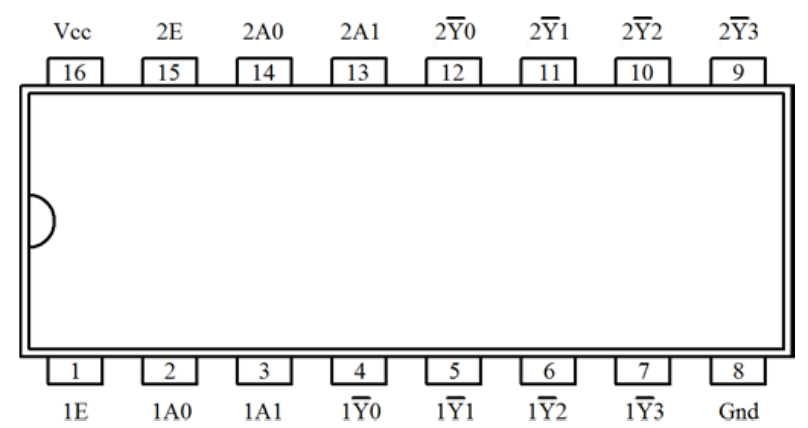 Vcc 2E 2A0 2A1 2Y̅0 2Y̅1 2Y̅2 2Y̅3
16 15 14 13 12 11 10 9
1 2 3 4 5 6 7 8
1E 1A0 1A1 1Y̅0 1Y̅1 1Y̅2 1Y̅3 Gnd